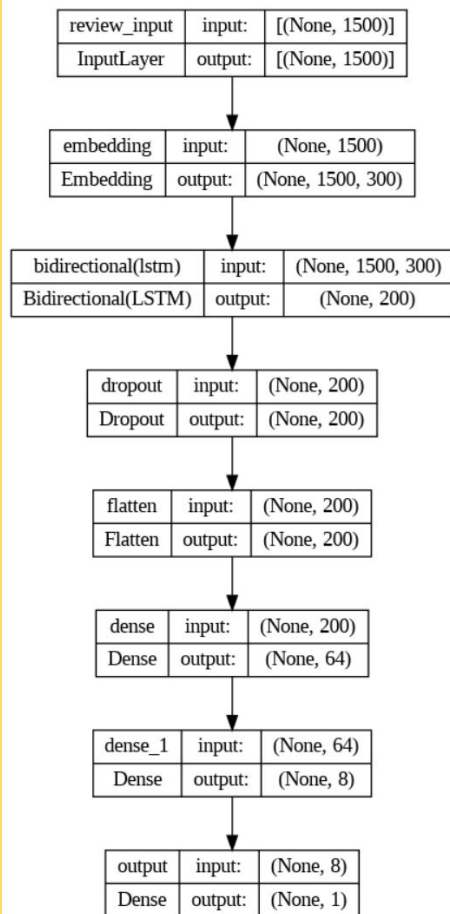 review_input input: [(None, 1500)]
InputLayer output: [(None, 1500)]
embedding input: (None, 1500)
Embedding output: (None, 1500, 300)
bidirectional(lstm) input: (None, 1500, 300)
Bidirectional(LSTM) output: (None, 200)
dropout input: (None, 200)
Dropout output: (None, 200)
flatten input: (None, 200)
Flatten output: (None, 200)
dense input: (None, 200)
Dense output: (None, 64)
dense_1 input: (None, 64)
Dense output: (None, 8)
output input: (None, 8)
Dense output: (None, 1)